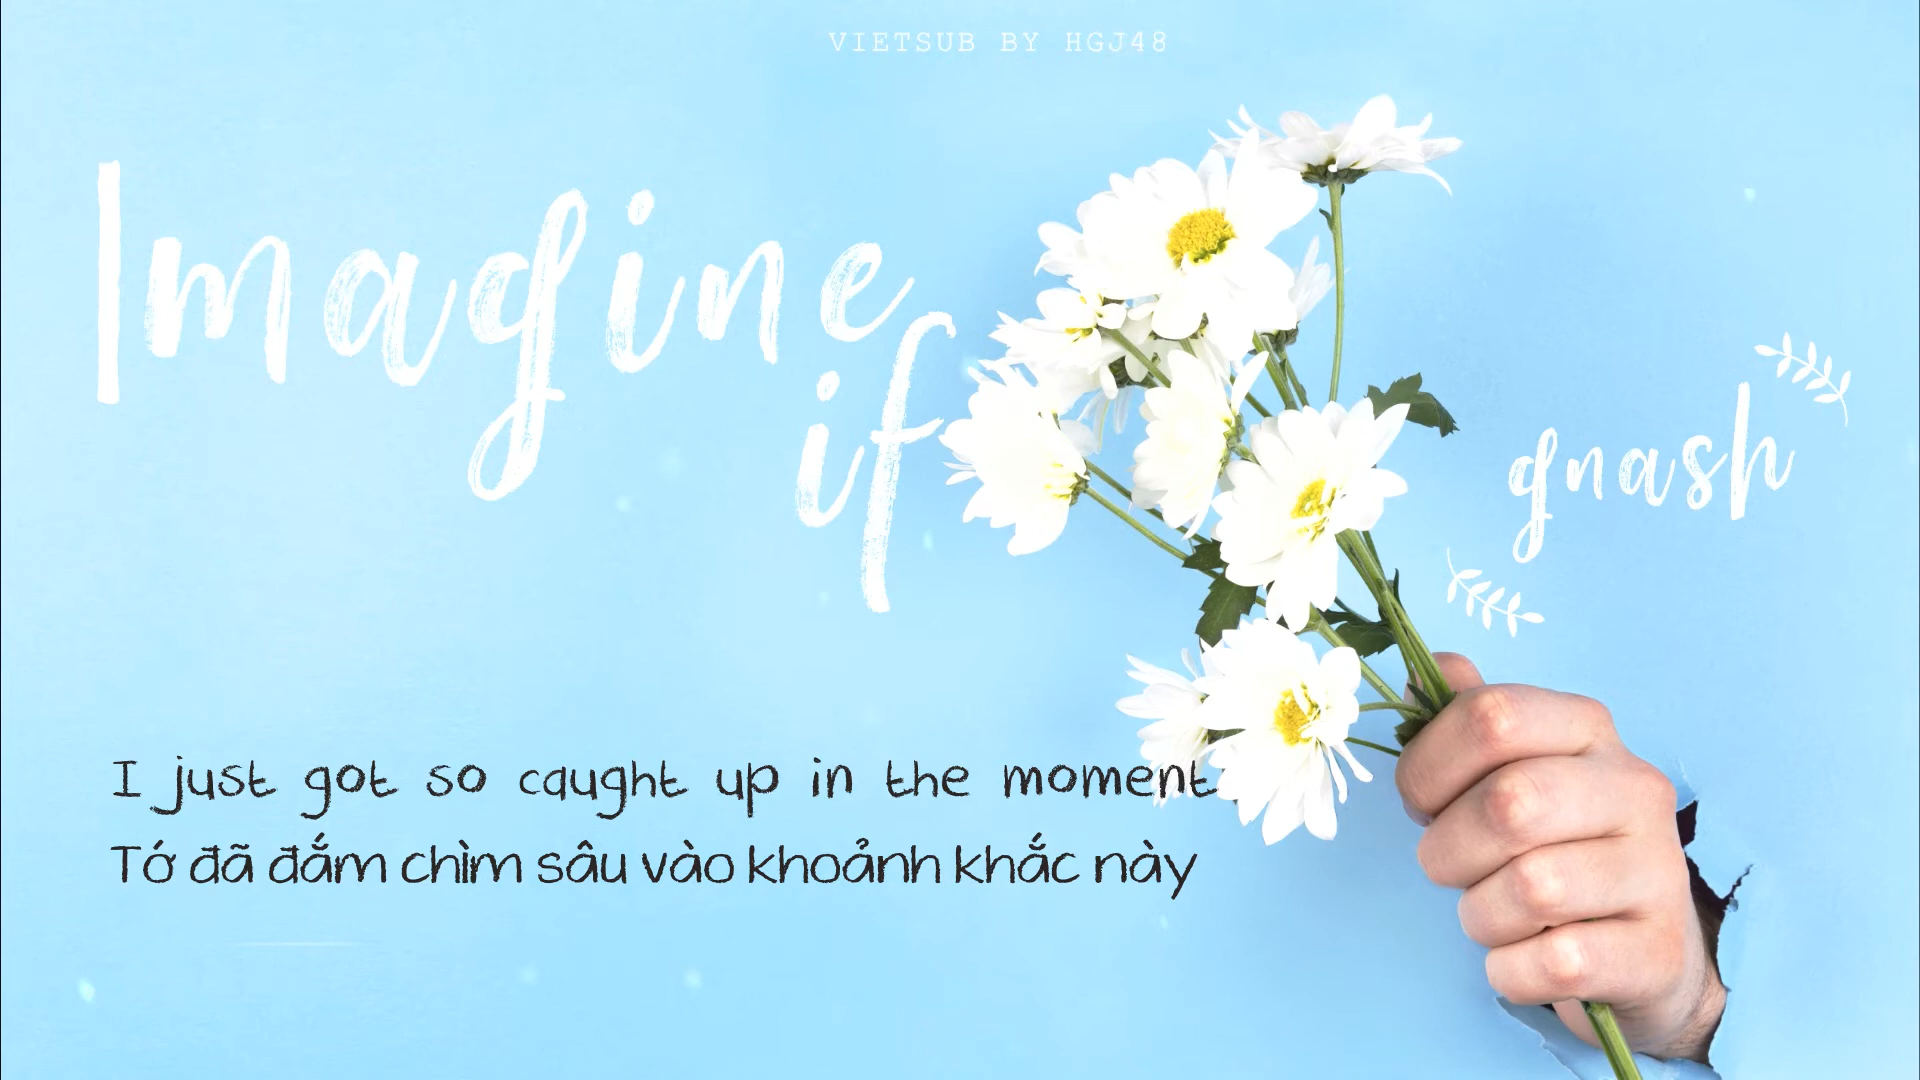 VIETSUB BY HGJ48
Imagine
if
gnash
I just got so caught up in the moment
Tớ đã đắm chìm sâu vào khoảnh khắc này